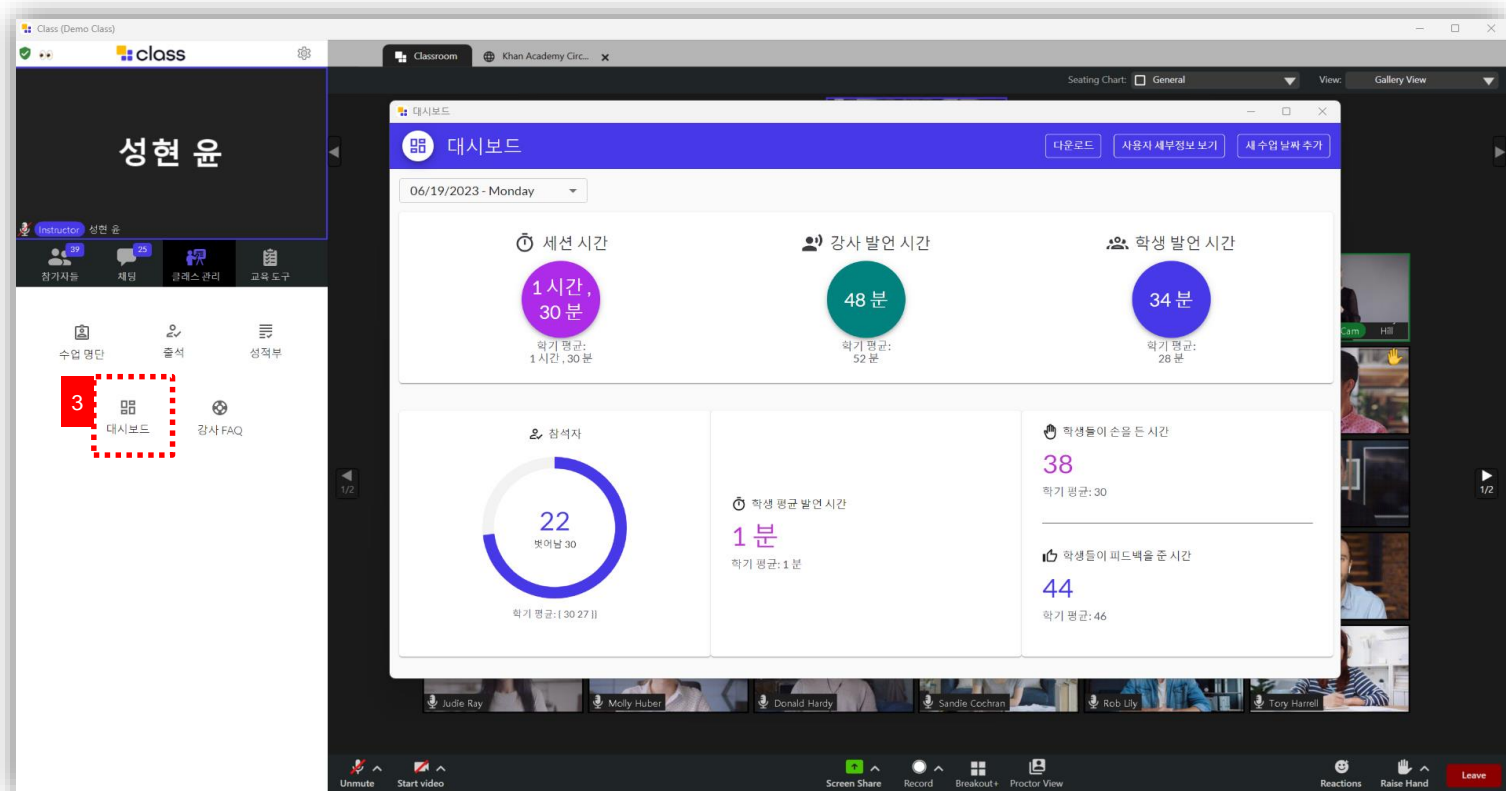 Class (Demo Class)
class
Classroom
Khan Academy Circ...
Seating Chart:
General
View:
Gallery View
성현 윤
Instructor
성현 윤
39
25
참가자들
채팅
클래스 관리
교육 도구
수업 명단
출석
성적부
3
대시보드
강사 FAQ
대시보드
대시보드
다운로드
사용자 세부정보 보기
새 수업 날짜 추가
06/19/2023 - Monday
세션 시간
1 시간 ,
30 분
학기 평균:
1 시간 , 30 분
강사 발언 시간
48 분
학기 평균:
52 분
학생 발언 시간
34 분
학기 평균:
28 분
참석자
22
벗어남 30
학기 평균: { 30 27 }}
학생 평균 발언 시간
1 분
학기 평균: 1 분
학생들이 손을 든 시간
38
학기 평균: 30
학생들이 피드백을 준 시간
44
학기 평균: 46
Cam
Hill
1/2
1/2
Judie Ray
Molly Huber
Donald Hardy
Sandie Cochran
Rob Lily
Tory Harrell
Unmute
Start video
Screen Share
Record
Breakout+
Proctor View
Reactions
Raise Hand
Leave